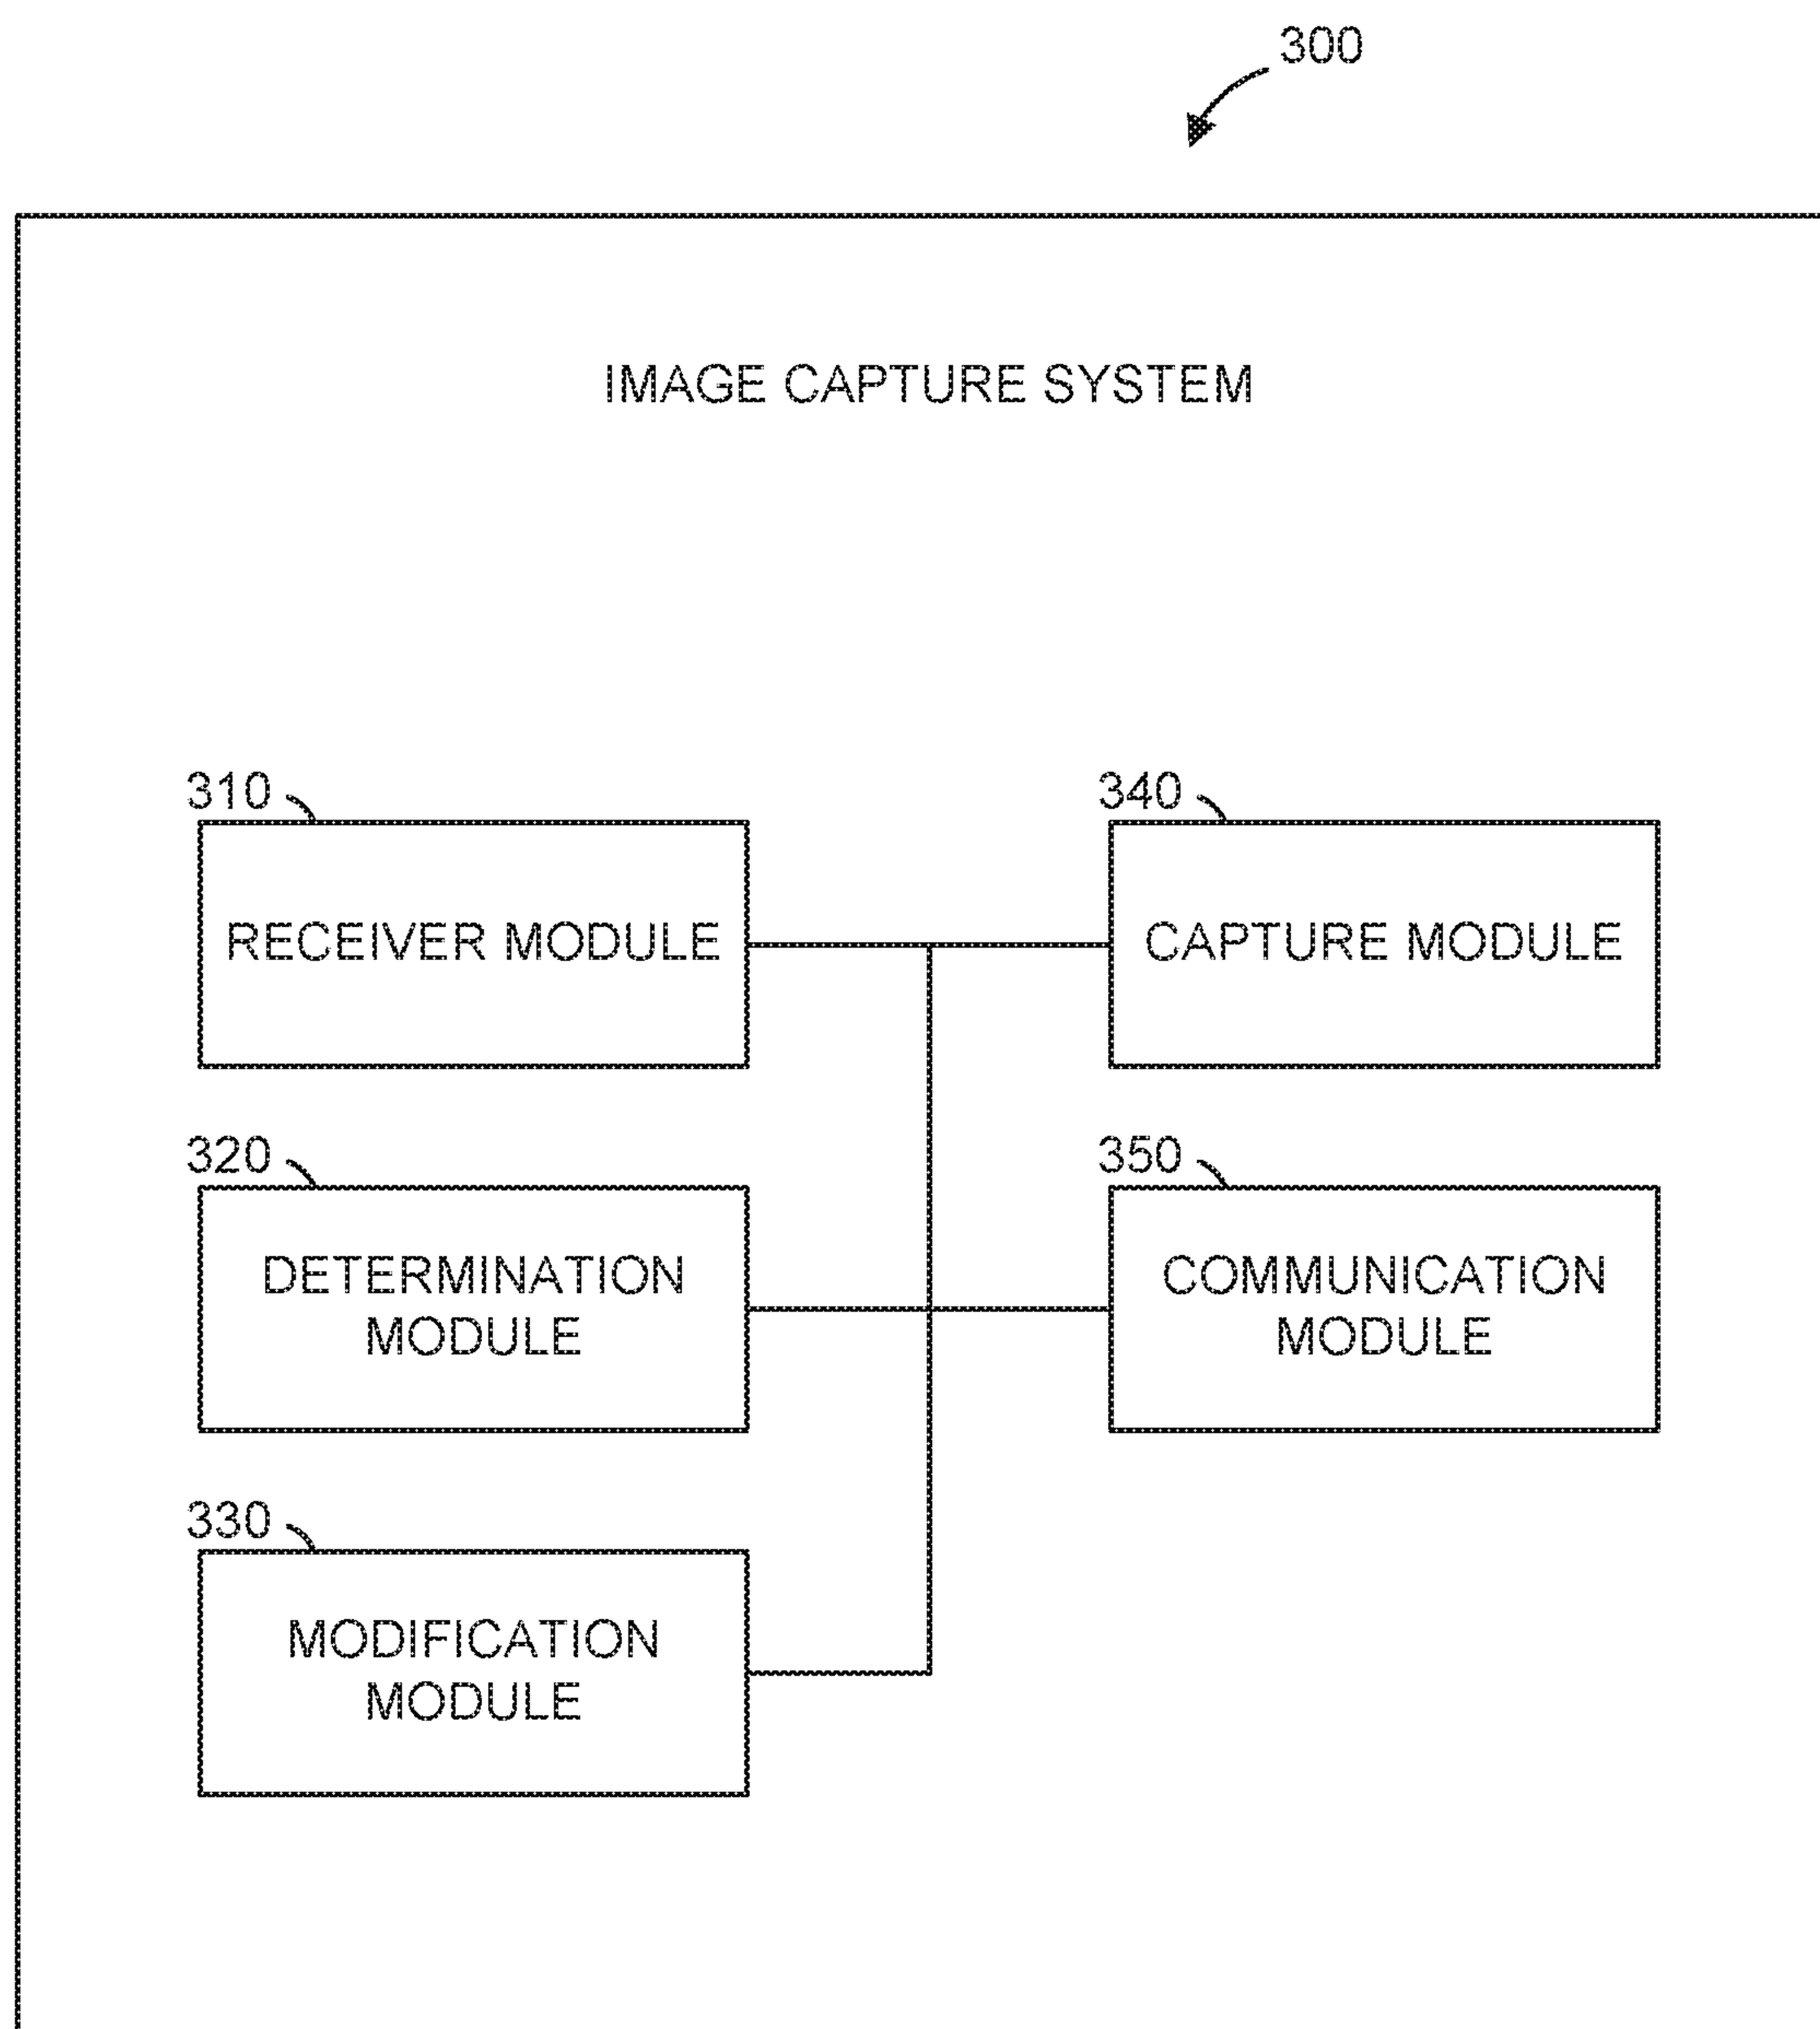 300
IMAGE CAPTURE SYSTEM
310
RECEIVER MODULE
340
CAPTURE MODULE
320
DETERMINATION
MODULE
350
COMMUNICATION
MODULE
330
MODIFICATION
MODULE